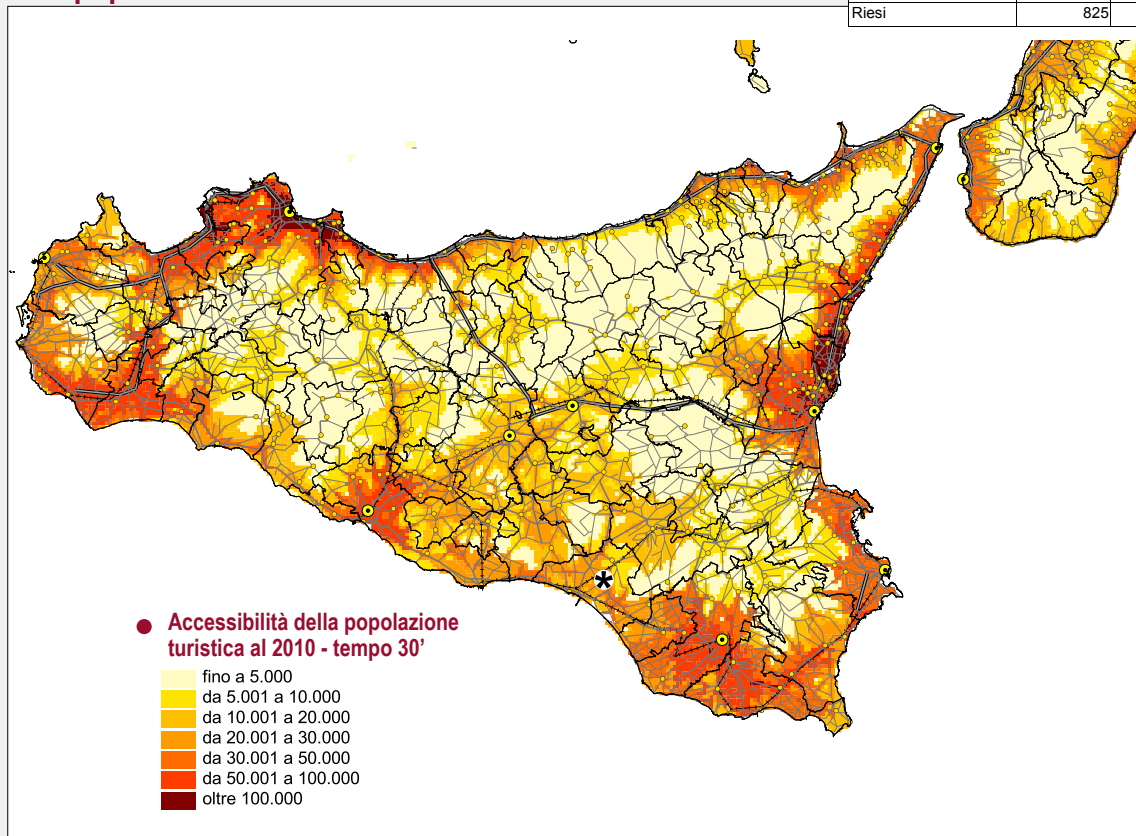 Riesi 825
*
Accessibilità della popolazione
turistica al 2010 - tempo 30’
fino a 5.000
da 5.001 a 10.000
da 10.001 a 20.000
da 20.001 a 30.000
da 30.001 a 50.000
da 50.001 a 100.000
oltre 100.000